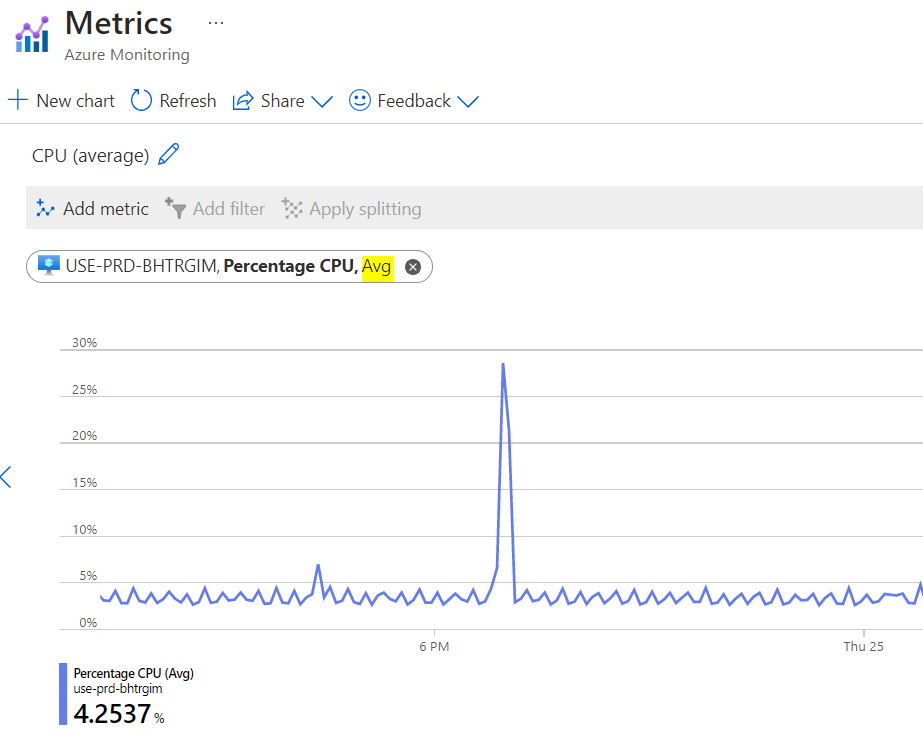 Metrics ...
Azure Monitoring
New chart Refresh Share Feedback
CPU (average)
Add metric Add filter Apply splitting
USE-PRD-BHTRGIM, Percentage CPU, Avg
30%
25%
20%
15%
10%
5%
0%
6 PM Thu 25
Percentage CPU (Avg)
use-prd-bhtrgim
4.2537 %